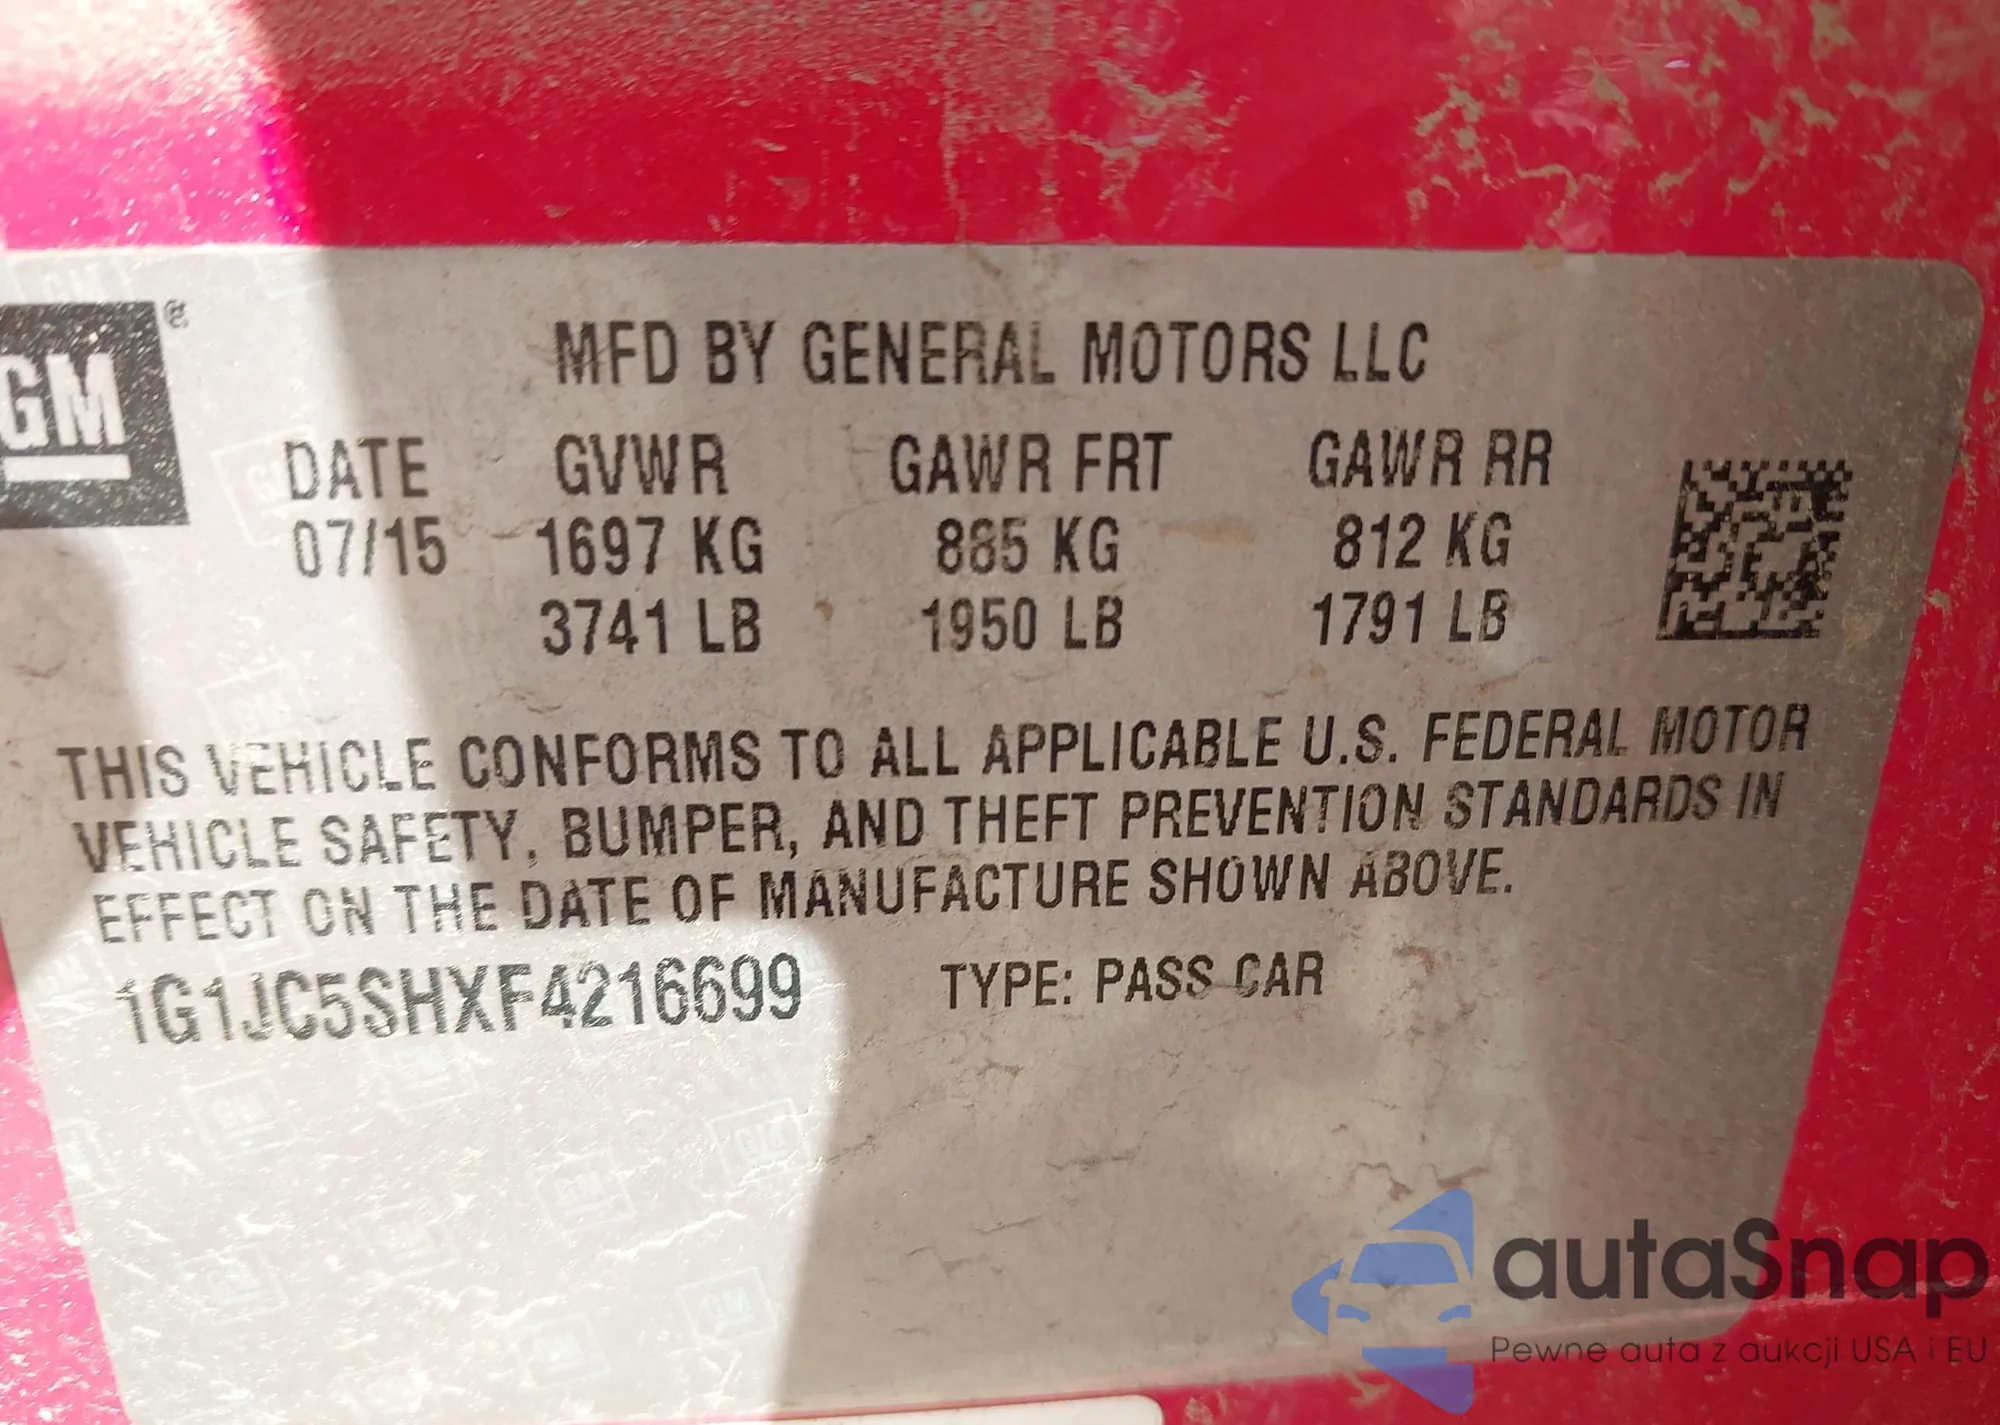 GM®
MFD BY GENERAL MOTORS LLC
DATE GVWR GAWR FRT GAWR RR
07/15 1697 KG 885 KG 812 KG
3741 LB 1950 LB 1791 LB
THIS VEHICLE CONFORMS TO ALL APPLICABLE U.S. FEDERAL MOTOR
VEHICLE SAFETY, BUMPER, AND THEFT PREVENTION STANDARDS IN
EFFECT ON THE DATE OF MANUFACTURE SHOWN ABOVE.
1G1JC5SHXF4216699 TYPE: PASS CAR
autaSnap
Pewne auta z aukcji USA i EU